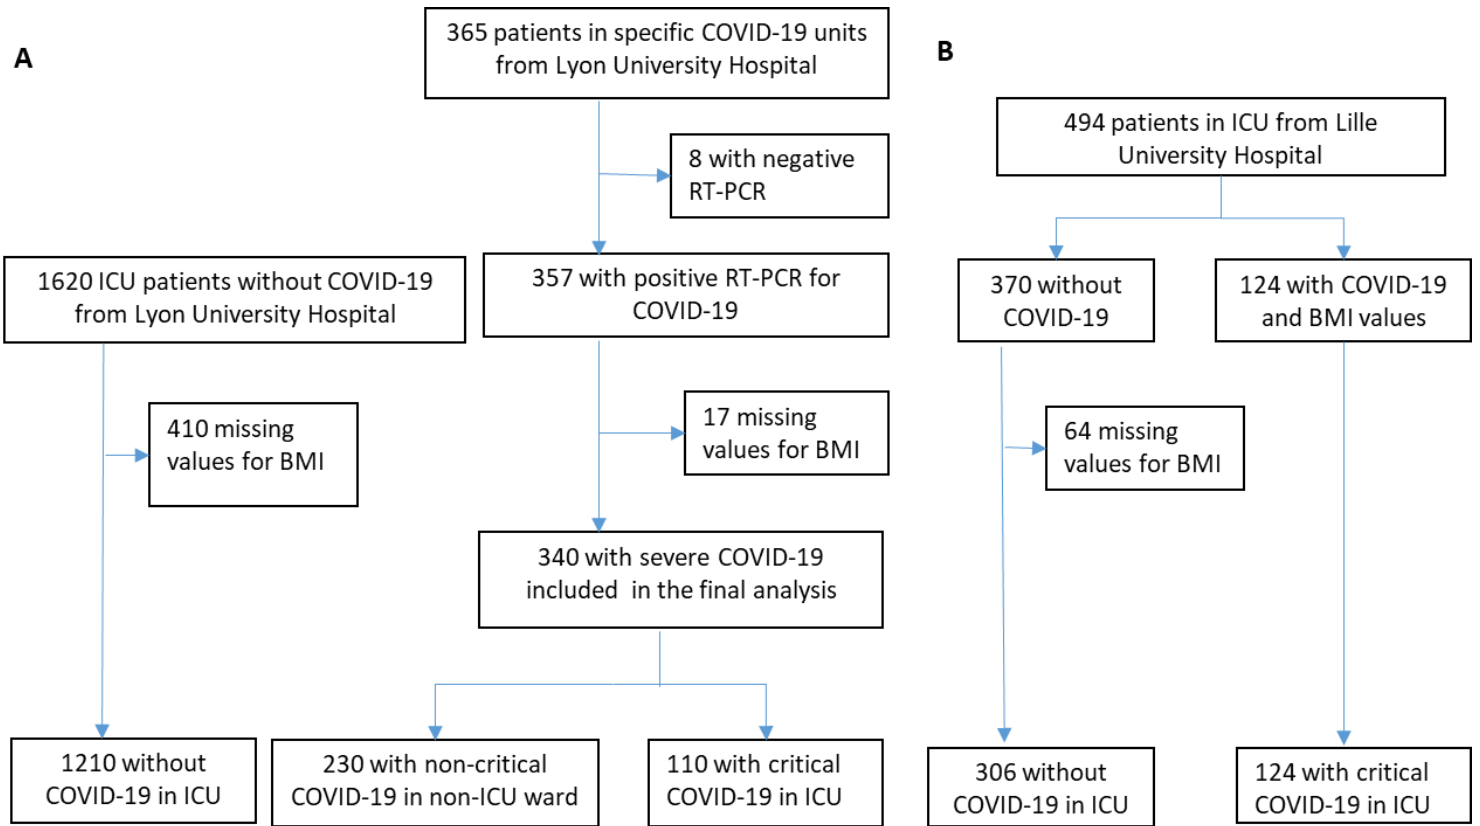 A
365 patients in specific COVID-19 units
from Lyon University Hospital
8 with negative
RT-PCR
1620 ICU patients without COVID-19
from Lyon University Hospital
357 with positive RT-PCR for
COVID-19
410 missing
values for BMI
17 missing
values for BMI
340 with severe COVID-19
included in the final analysis
1210 without
COVID-19 in ICU
230 with non-critical
COVID-19 in non-ICU ward
110 with critical
COVID-19 in ICU
B
494 patients in ICU from Lille
University Hospital
370 without
COVID-19
124 with COVID-19
and BMI values
64 missing
values for BMI
306 without
COVID-19 in ICU
124 with critical
COVID-19 in ICU